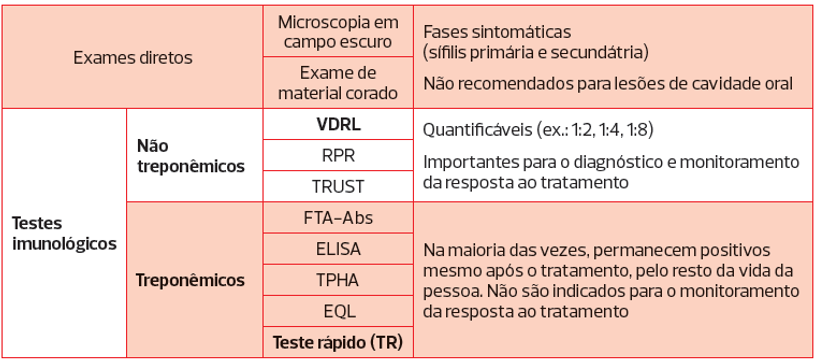 Exames diretos
Microscopia em
campo escuro
Exame de
material corado
Fases sintomáticas
(sífilis primária e secundátria)
Não recomendados para lesões de cavidade oral
Testes
imunológicos
Não
treponêmicos
VDRL
RPR
TRUST
Quantificáveis (ex.: 1:2, 1:4, 1:8)
Importantes para o diagnóstico e monitoramento
da resposta ao tratamento
Treponêmicos
FTA-Abs
ELISA
TPHA
EQL
Teste rápido (TR)
Na maioria das vezes, permanecem positivos
mesmo após o tratamento, pelo resto da vida da
pessoa. Não são indicados para o monitoramento
da resposta ao tratamento